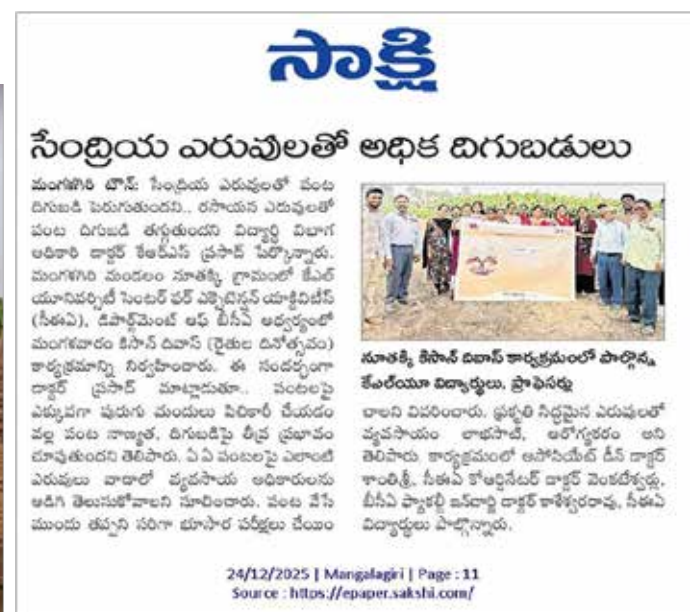 సాక్షి
సేంద్రియ ఎరువులతో అధిక దిగుబడులు
మంగళగిరి టౌన్: సేంద్రియ ఎరువులతో పంట
దిగుబడి పెరుగుతుందని.. రసాయన ఎరువులతో
పంట దిగుబడి తగ్గుతుందని విద్యార్థి విభాగ
అధికారి డాక్టర్ కేఆర్ఎస్ ప్రసాద్ పేర్కొన్నారు.
మంగళగిరి మండలం నూతక్కి గ్రామంలో కేఎల్
యూనివర్సిటీ సెంటర్ ఫర్ ఎక్స్‌టెన్షన్ యాక్టివిటీస్
(సీఈఏ), డిపార్ట్‌మెంట్ ఆఫ్ బీసీఏ ఆధ్వర్యంలో
మంగళవారం కిసాన్ దివాస్ (రైతుల దినోత్సవం)
కార్యక్రమాన్ని నిర్వహించారు. ఈ సందర్భంగా
డాక్టర్ ప్రసాద్ మాట్లాడుతూ.. పంటలపై
ఎక్కువగా పురుగు మందులు పిచికారీ చేయడం
వల్ల పంట నాణ్యత, దిగుబడిపై తీవ్ర ప్రభావం
చూపుతుందని తెలిపారు. ఏ ఏ పంటలపై ఎలాంటి
ఎరువులు వాడాలో వ్యవసాయ అధికారులను
అడిగి తెలుసుకోవాలని సూచించారు. పంట వేసే
ముందు తప్పని సరిగా భూసార పరీక్షలు చేయిం
నూతక్కి కిసాన్ దివాస్ కార్యక్రమంలో పాల్గొన్న
కేఎల్‌యూ విద్యార్థులు, ప్రొఫెసర్లు
చాలని వివరించారు. ప్రకృతి సిద్ధమైన ఎరువులతో
వ్యవసాయం లాభసాటి, ఆరోగ్యకరం అని
తెలిపారు. కార్యక్రమంలో అసోసియేట్ డీన్ డాక్టర్
శాంతిశ్రీ, సీఈఏ కోఆర్డినేటర్ డాక్టర్ వెంకటేశ్వర్లు,
బీసీఏ ఫ్యాకల్టీ ఇన్‌చార్జి డాక్టర్ కాశేశ్వరరావు, సీఈఏ
విద్యార్థులు పాల్గొన్నారు.
24/12/2025 | Mangalagiri | Page : 11
Source : https://epaper.sakshi.com/